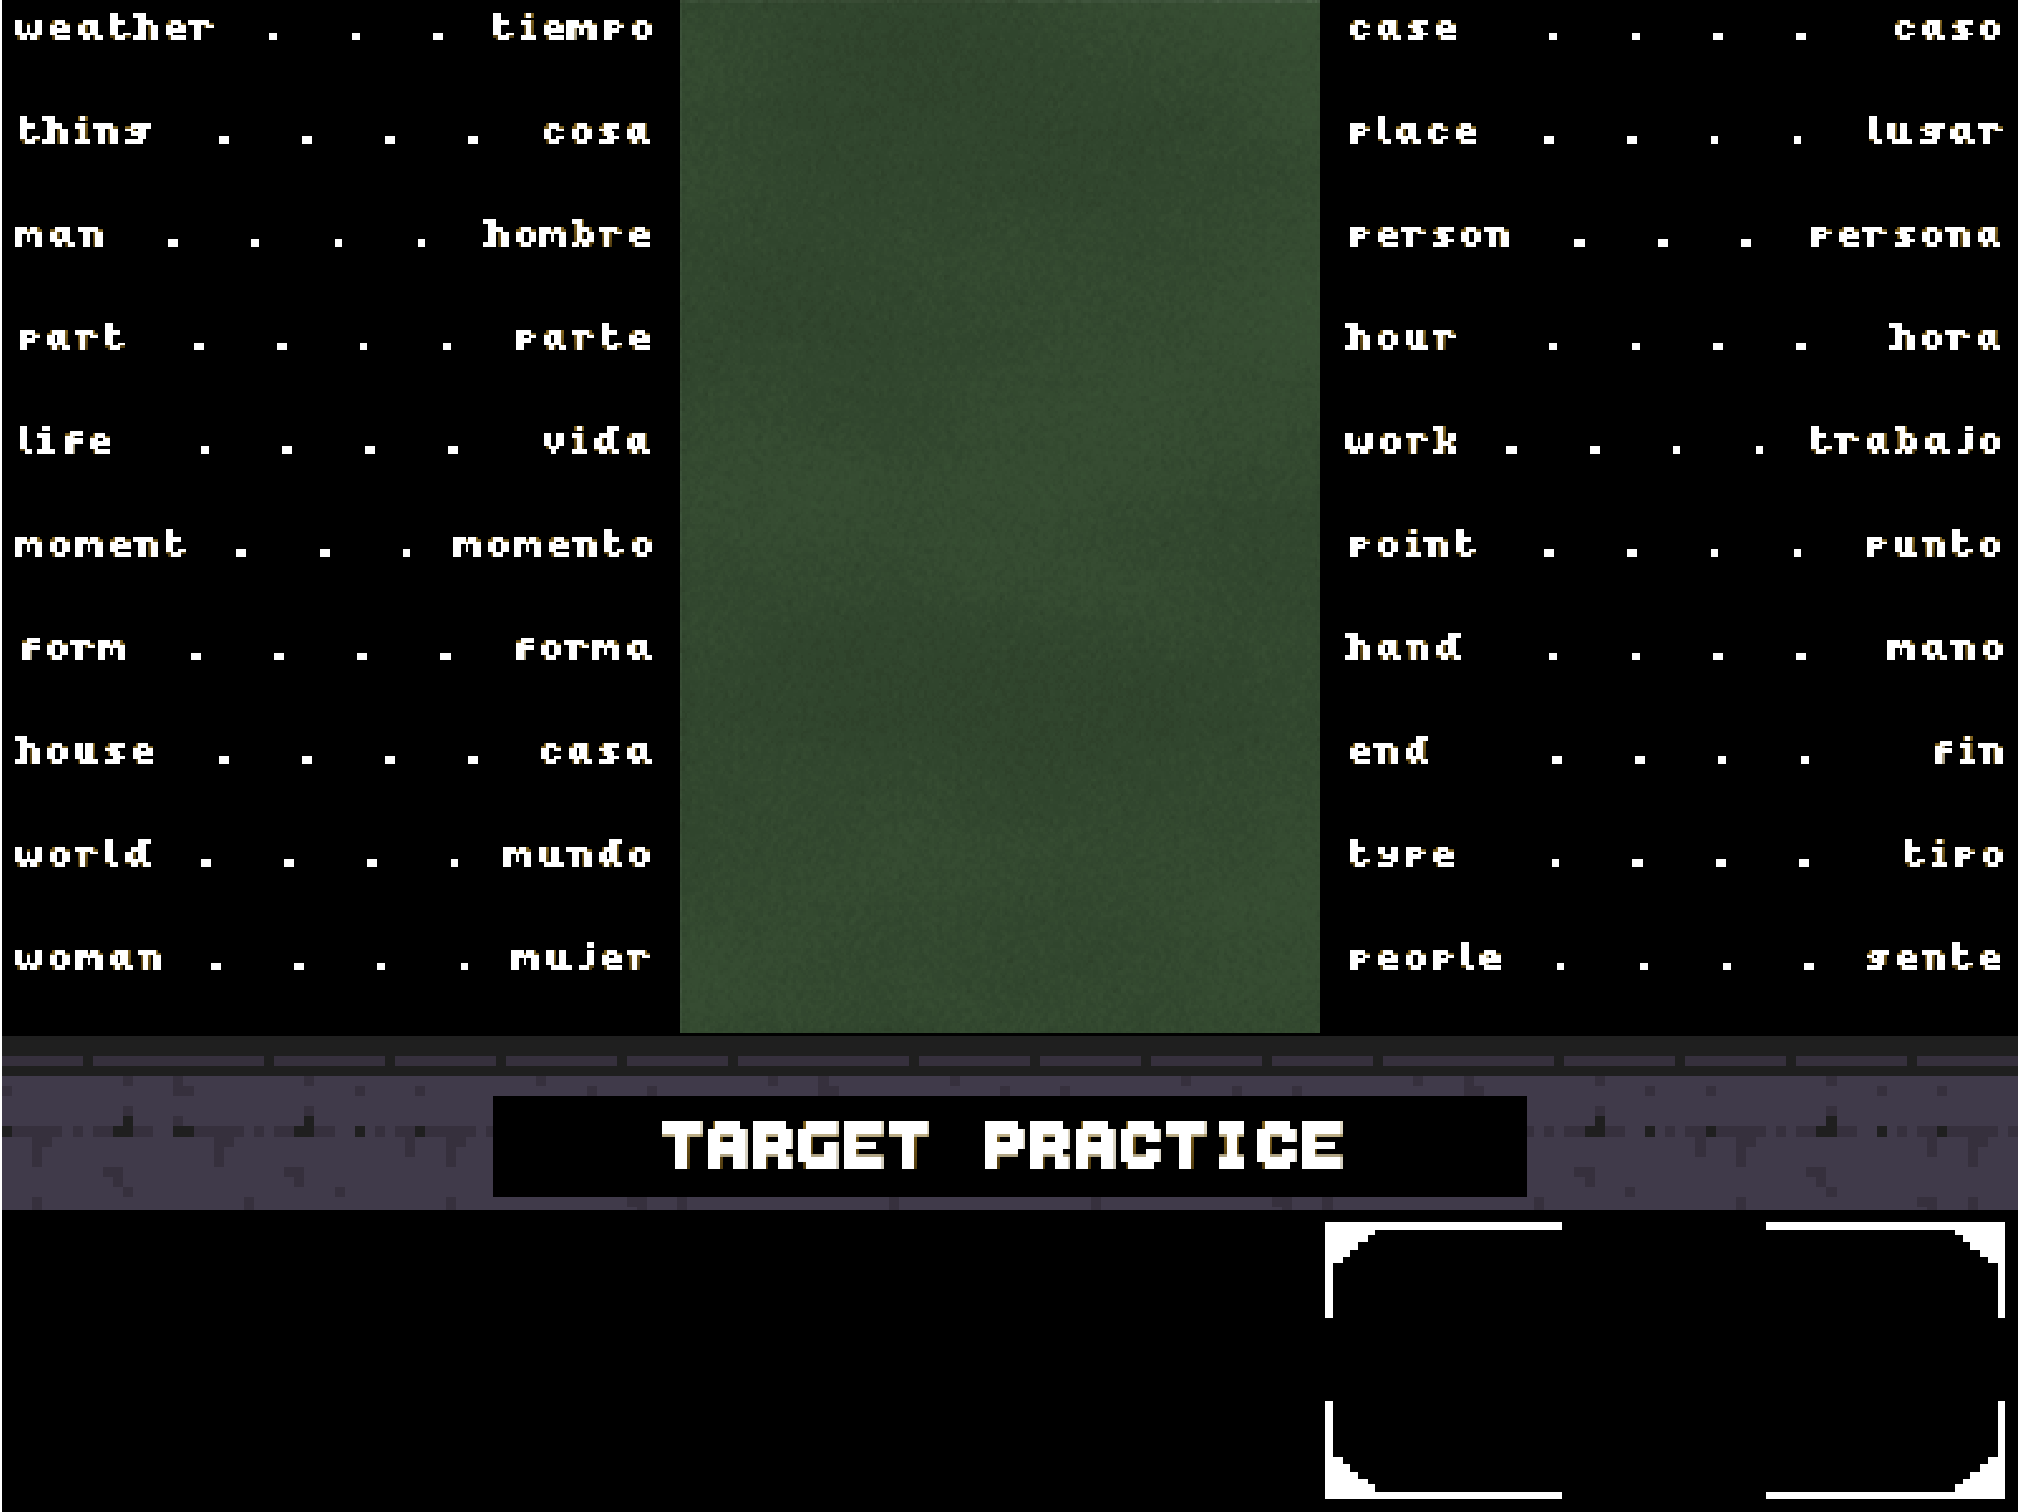 weather . . . tiempo
thing . . . . cosa
man . . . . hombre
part . . . . parte
life . . . . vida
moment . . . momento
form . . . . forma
house . . . . casa
world . . . . mundo
woman . . . . mujer
case . . . . caso
place . . . . lugar
person . . . persona
hour . . . . hora
work . . . . trabajo
point . . . . punto
hand . . . . mano
end . . . . fin
type . . . . tipo
people . . . . gente
TARGET PRACTICE